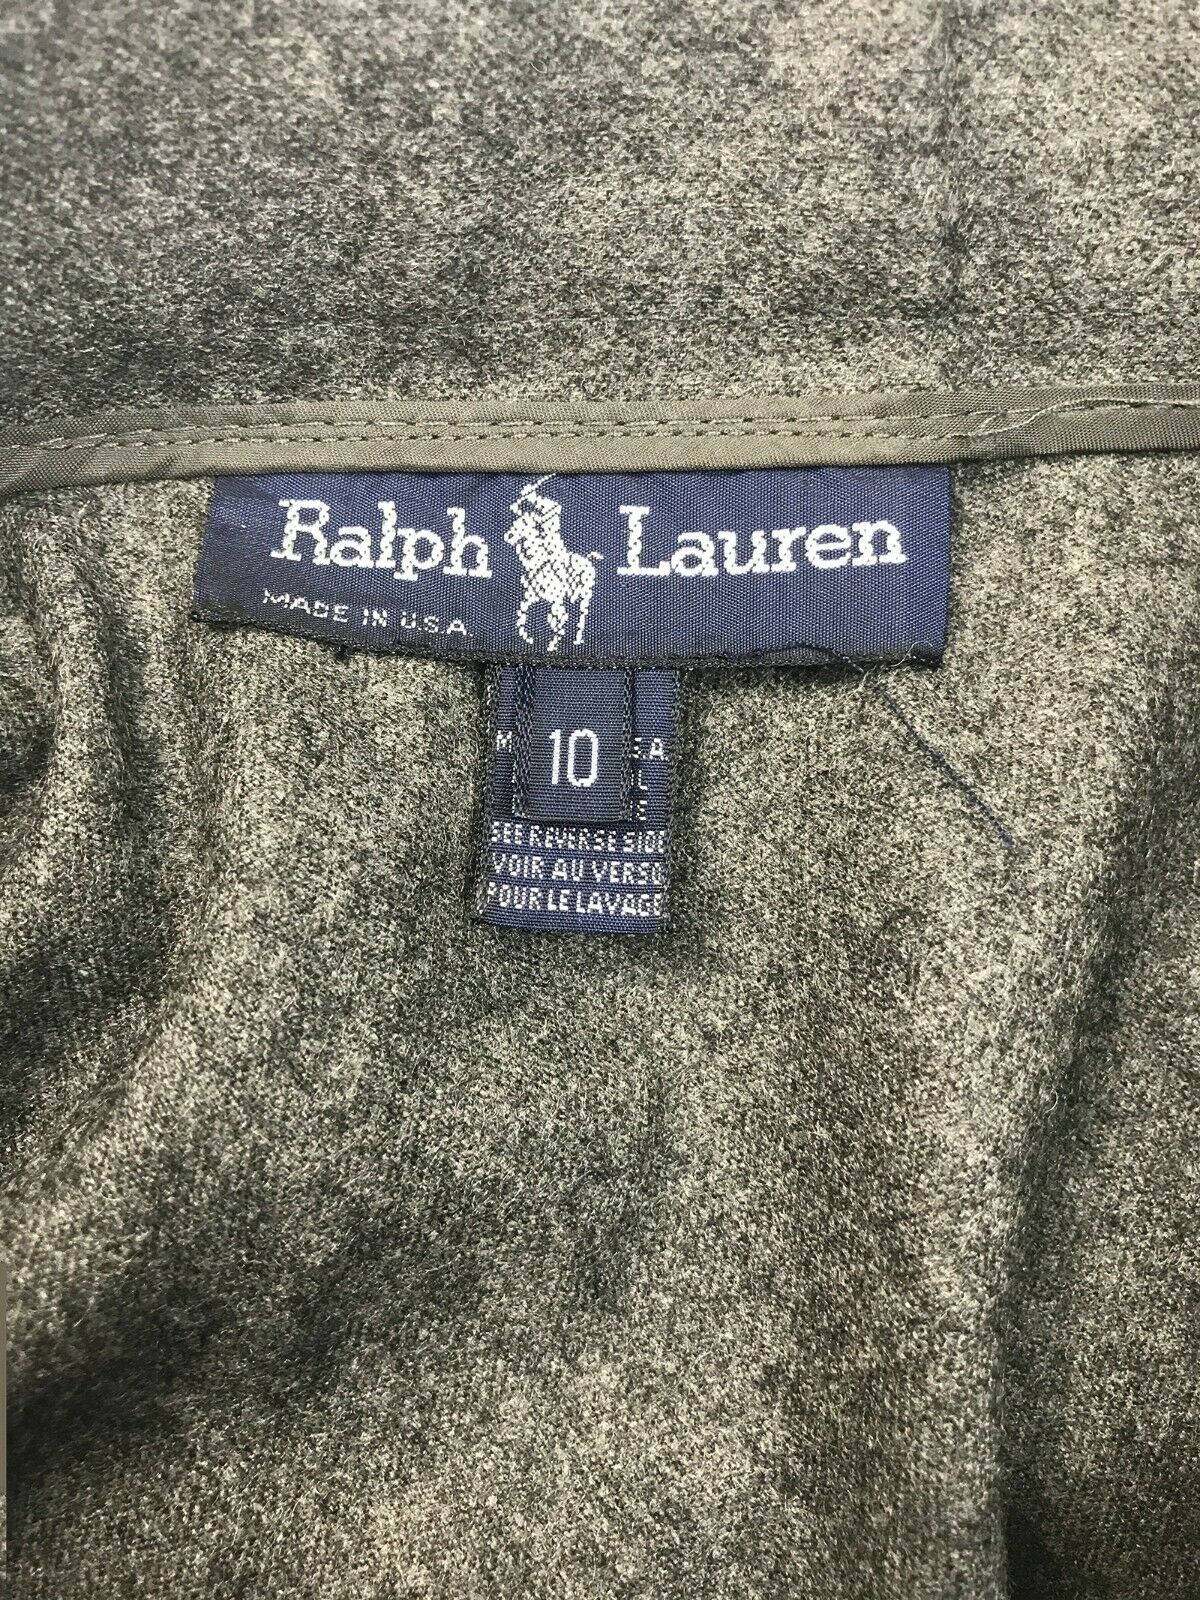 Ralph Lauren
MADE IN U.S.A.
10
SEE REVERSE SIDE
VOIR AU VERSO
POUR LE LAVAGE